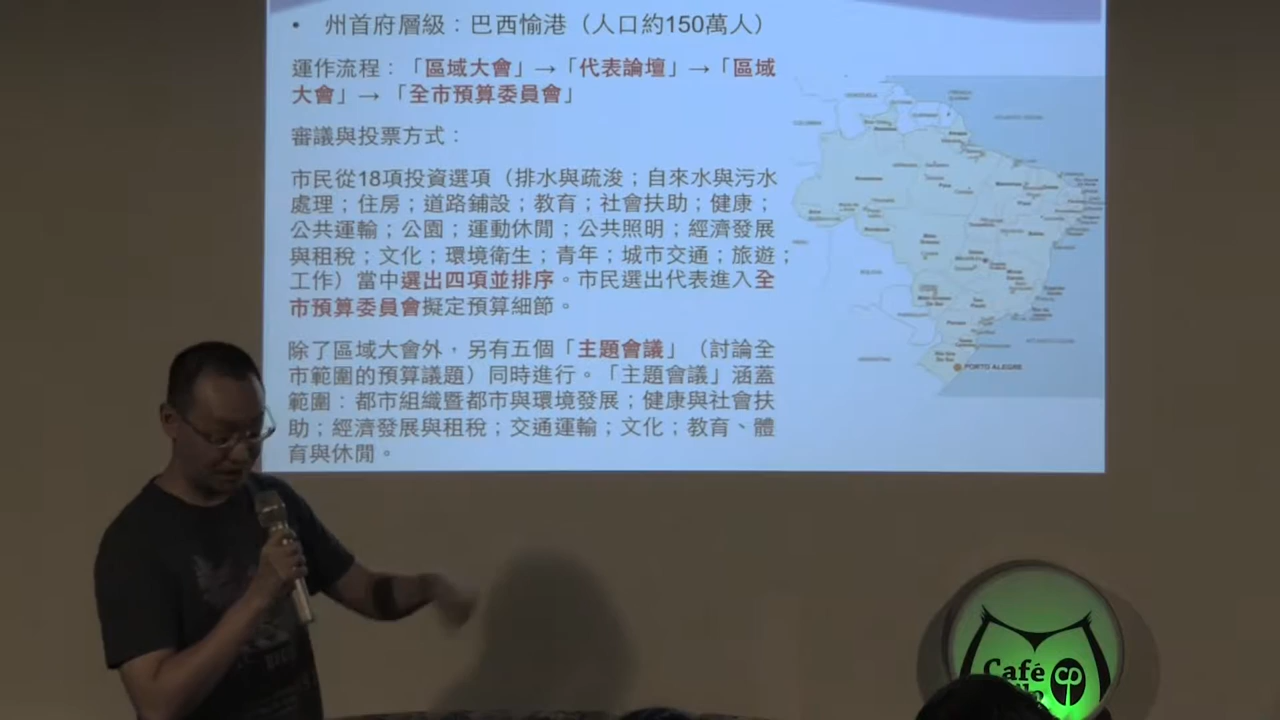 • 州首府層級：巴西愉港（人口約150萬人）
運作流程：「區域大會」→「代表論壇」→「區域
大會」→「全市預算委員會」
審議與投票方式：
市民從18項投資選項（排水與疏浚；自來水與污水
處理；住房；道路鋪設；教育；社會扶助；健康；
公共運輸；公園；運動休閒；公共照明；經濟發展
與租稅；文化；環境衛生；青年；城市交通；旅遊；
工作）當中選出四項並排序。市民選出代表進入全
市預算委員會擬定預算細節。
除了區域大會外，另有五個「主題會議」（討論全
市範圍的預算議題）同時進行。「主題會議」涵蓋
範圍：都市組織暨都市與環境發展；健康與社會扶
助；經濟發展與租稅；交通運輸；文化；教育、體
育與休閒。
PORTO ALEGRE
Café